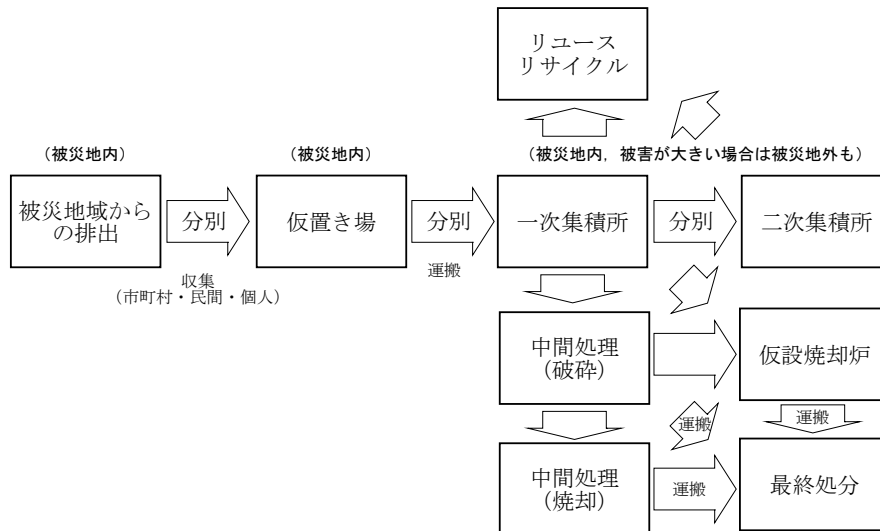 リユース
リサイクル
(被災地内)
(被災地内)
(被災地内，被害が大きい場合は被災地外も)
被災地域から
の排出
分別
仮置き場
分別
一次集積所
分別
二次集積所
収集
(市町村・民間・個人)
運搬
中間処理
(破砕)
仮設焼却炉
運搬
運搬
中間処理
(焼却)
運搬
最終処分